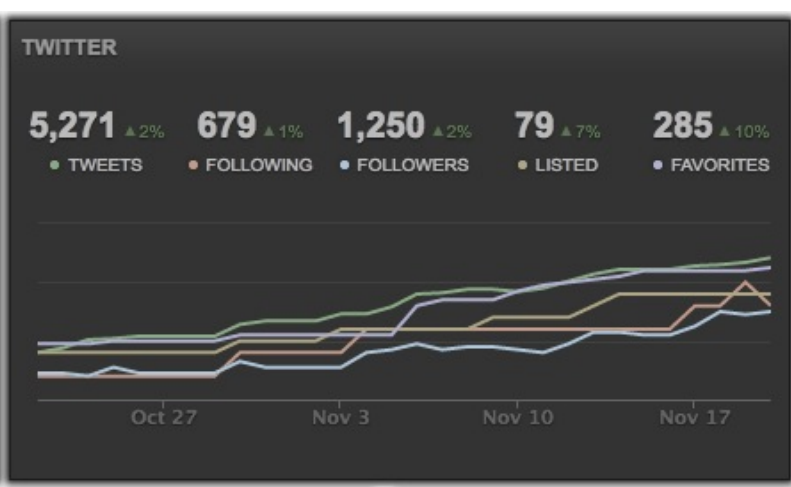 TWITTER
5,271 ▲2% 679 ▲1% 1,250 ▲2% 79 ▲7% 285 ▲10%
TWEETS FOLLOWING FOLLOWERS LISTED FAVORITES
Oct 27 Nov 3 Nov 10 Nov 17